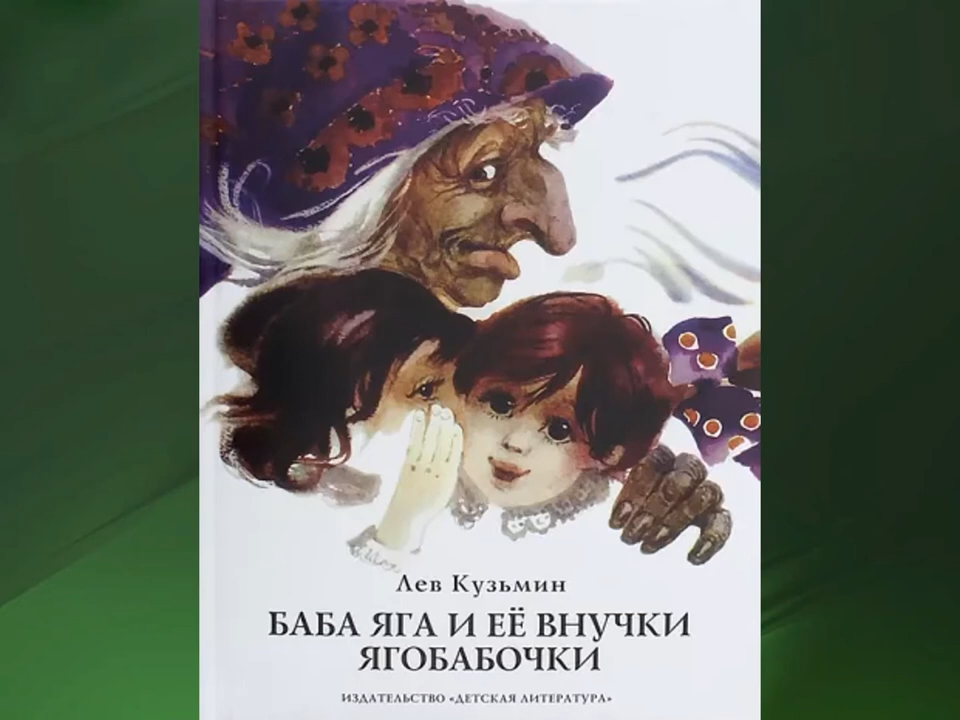 Лев Кузьмин
БАБА ЯГА И ЕЁ ВНУЧКИ
ЯГОБАБОЧКИ
ИЗДАТЕЛЬСТВО «ДЕТСКАЯ ЛИТЕРАТУРА»